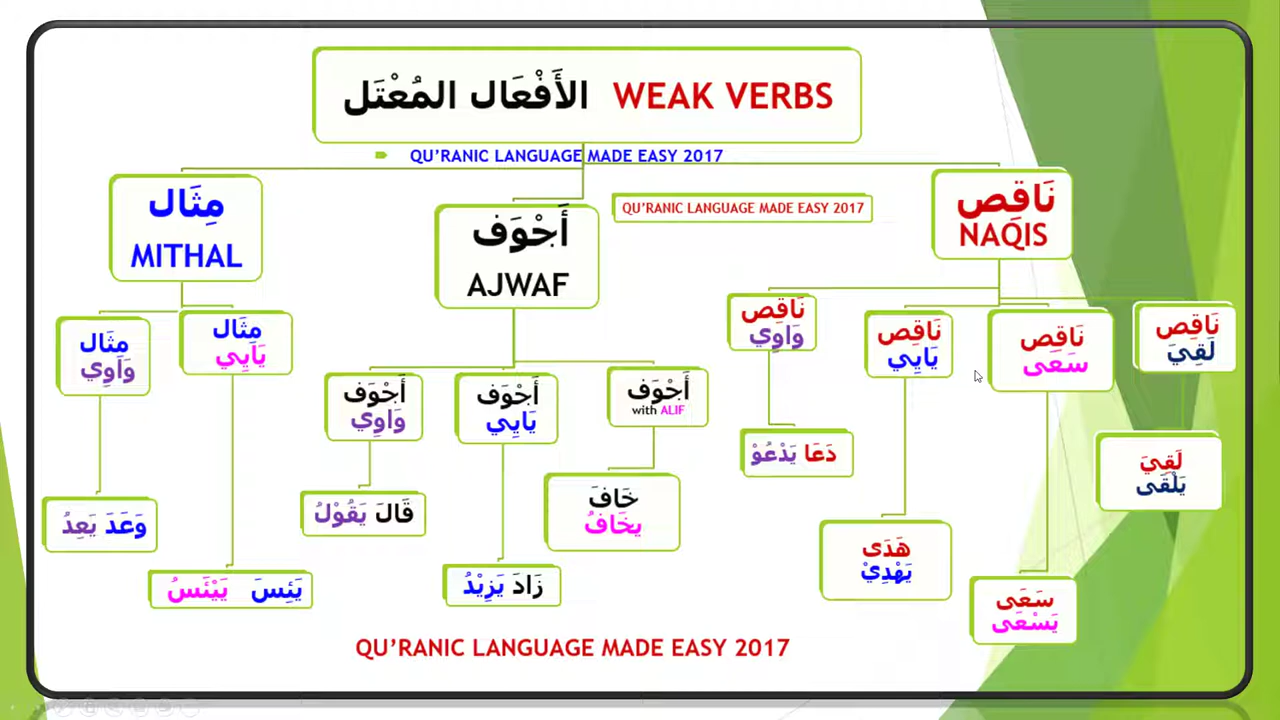 الأَفْعَال المُعْتَل WEAK VERBS
QU'RANIC LANGUAGE MADE EASY 2017
QU'RANIC LANGUAGE MADE EASY 2017
مِثَال
MITHAL
أَجْوَف
AJWAF
نَاقِص
NAQIS
مِثَال
وَاوِي
مِثَال
يَايِي
أَجْوَف
وَاوِي
أَجْوَف
يَايِي
أَجْوَف
with ALIF
نَاقِص
وَاوِي
نَاقِص
يَايِي
نَاقِص
سَعَى
نَاقِص
لَقِيَ
وَعَدَ يَعِدُ
يَئِسَ يَيْئَسُ
قَالَ يَقُوْلُ
زَادَ يَزِيْدُ
خَافَ
يخَافُ
دَعَا يَدْعُوْ
هَدَى
يَهْدِيْ
سَعَى
يَسْعَى
لَقِيَ
يَلْقَى
QU'RANIC LANGUAGE MADE EASY 2017